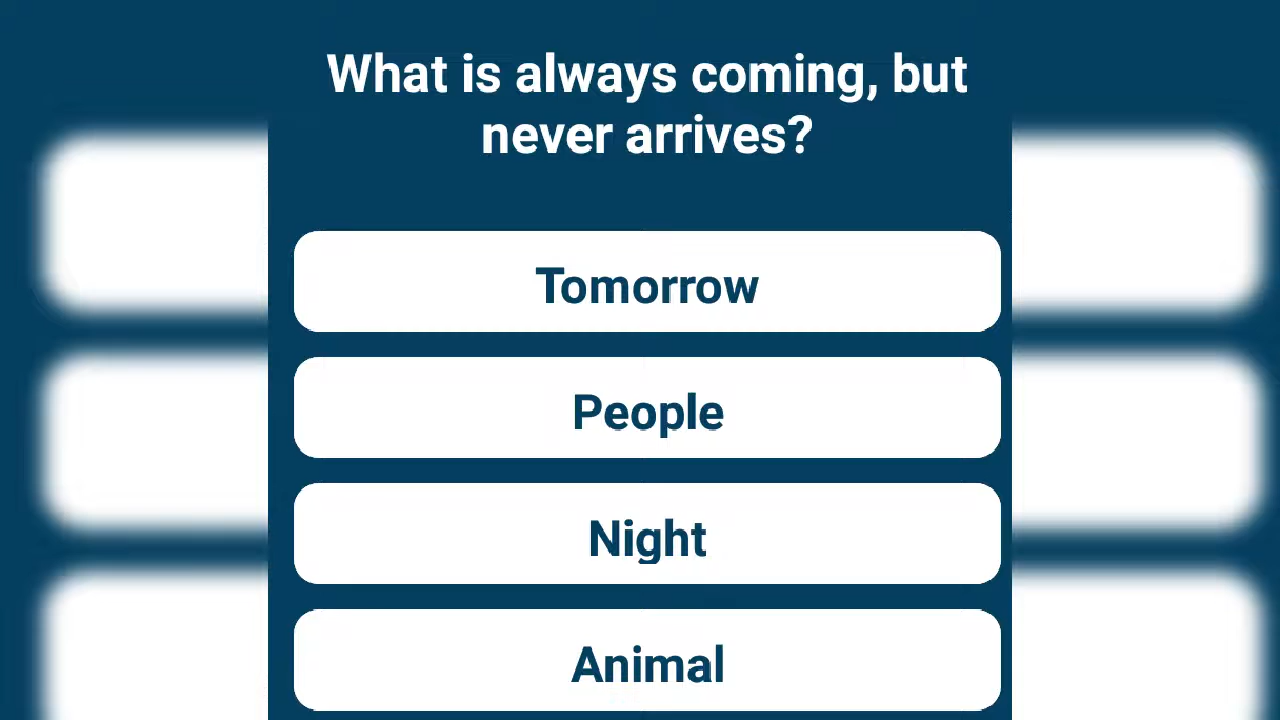 What is always coming, but
never arrives?
Tomorrow
People
Night
Animal